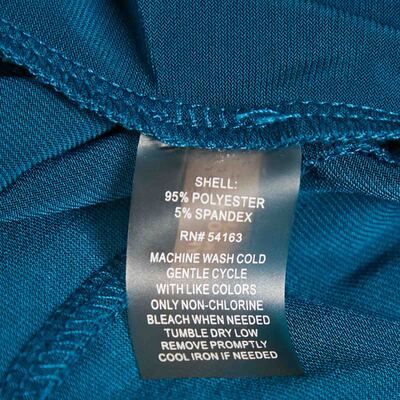 SHELL:
95% POLYESTER
5% SPANDEX
RN# 54163
MACHINE WASH COLD
GENTLE CYCLE
WITH LIKE COLORS
ONLY NON-CHLORINE
BLEACH WHEN NEEDED
TUMBLE DRY LOW
REMOVE PROMPTLY
COOL IRON IF NEEDED